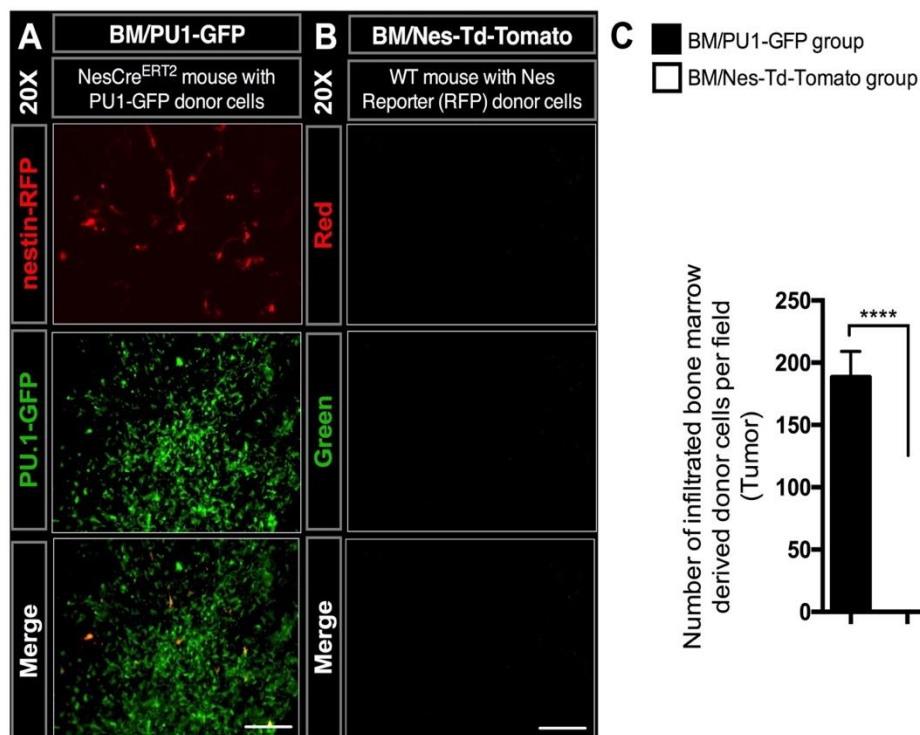 A
BM/PU1-GFP
20X
NesCreERT2 mouse with
PU1-GFP donor cells
nestin-RFP
PU.1-GFP
Merge
B
BM/Nes-Td-Tomato
20X
WT mouse with Nes
Reporter (RFP) donor cells
Red
Green
Merge
C
BM/PU1-GFP group
BM/Nes-Td-Tomato group
Number of infiltrated bone marrow
derived donor cells per field
(Tumor)
250
200
150
100
50
0
****